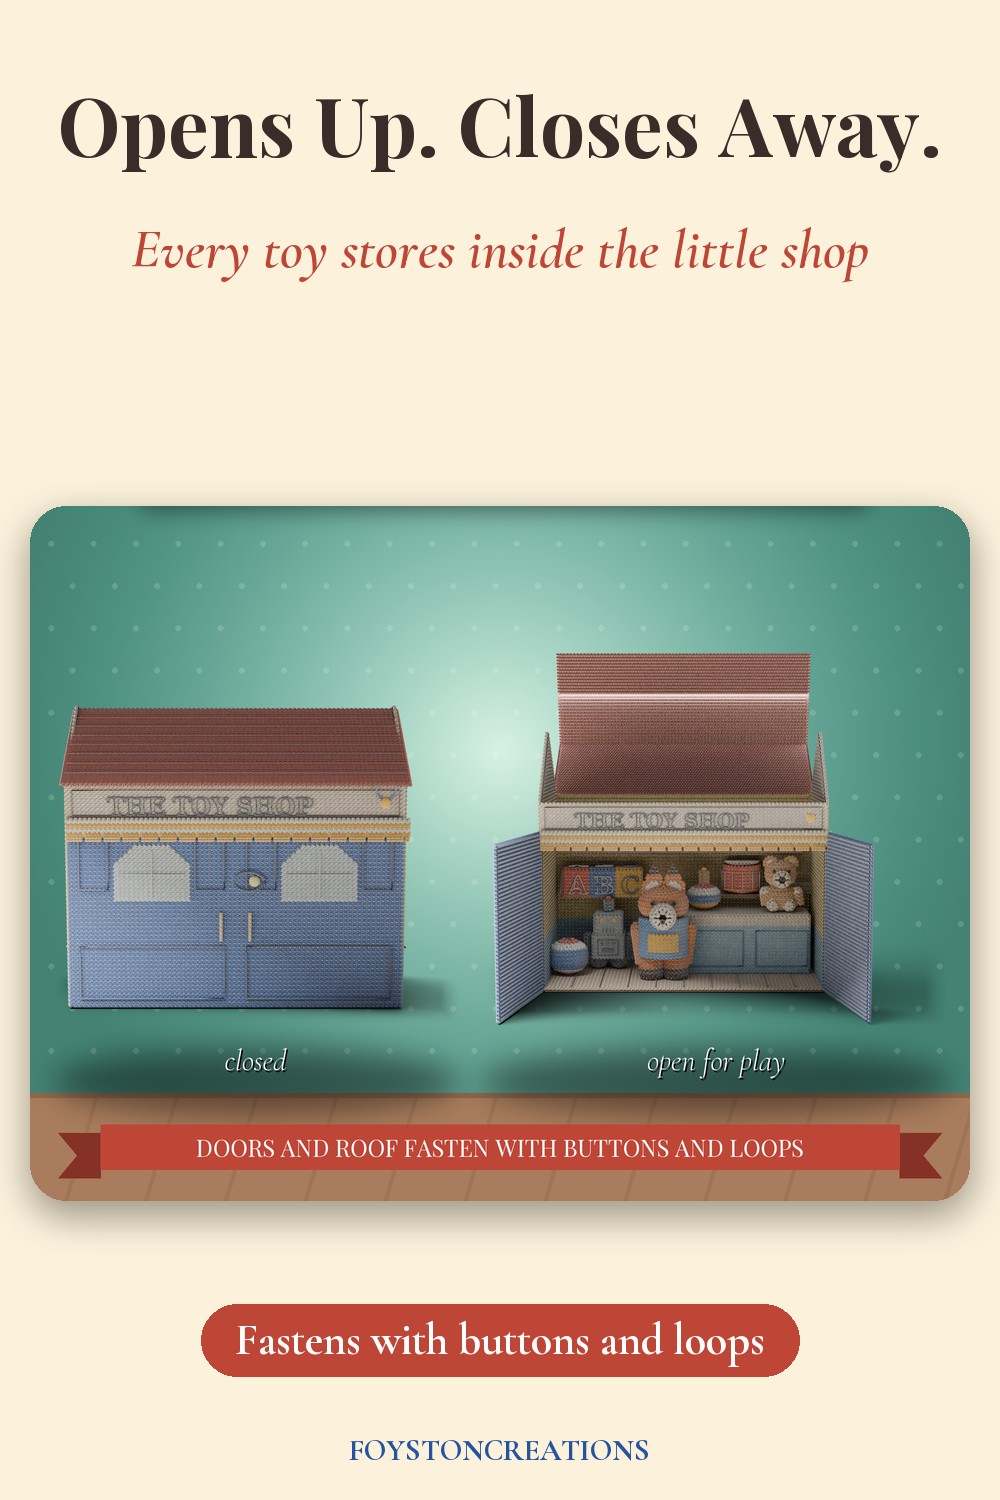 Opens Up. Closes Away.
Every toy stores inside the little shop
THE TOY SHOP
THE TOY SHOP
ABC
closed
open for play
DOORS AND ROOF FASTEN WITH BUTTONS AND LOOPS
Fastens with buttons and loops
FOYSTONCREATIONS